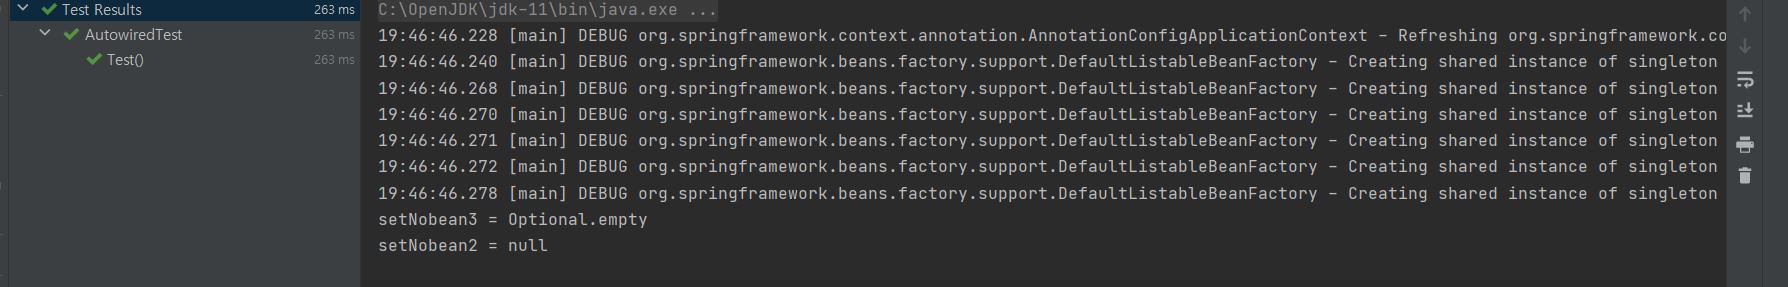 Test Results 263 ms
AutowiredTest 263 ms
Test() 263 ms
C:\OpenJDK\jdk-11\bin\java.exe ...
19:46:46.228 [main] DEBUG org.springframework.context.annotation.AnnotationConfigApplicationContext - Refreshing org.springframework.co
19:46:46.240 [main] DEBUG org.springframework.beans.factory.support.DefaultListableBeanFactory - Creating shared instance of singleton
19:46:46.268 [main] DEBUG org.springframework.beans.factory.support.DefaultListableBeanFactory - Creating shared instance of singleton
19:46:46.270 [main] DEBUG org.springframework.beans.factory.support.DefaultListableBeanFactory - Creating shared instance of singleton
19:46:46.271 [main] DEBUG org.springframework.beans.factory.support.DefaultListableBeanFactory - Creating shared instance of singleton
19:46:46.272 [main] DEBUG org.springframework.beans.factory.support.DefaultListableBeanFactory - Creating shared instance of singleton
19:46:46.278 [main] DEBUG org.springframework.beans.factory.support.DefaultListableBeanFactory - Creating shared instance of singleton
setNobean3 = Optional.empty
setNobean2 = null